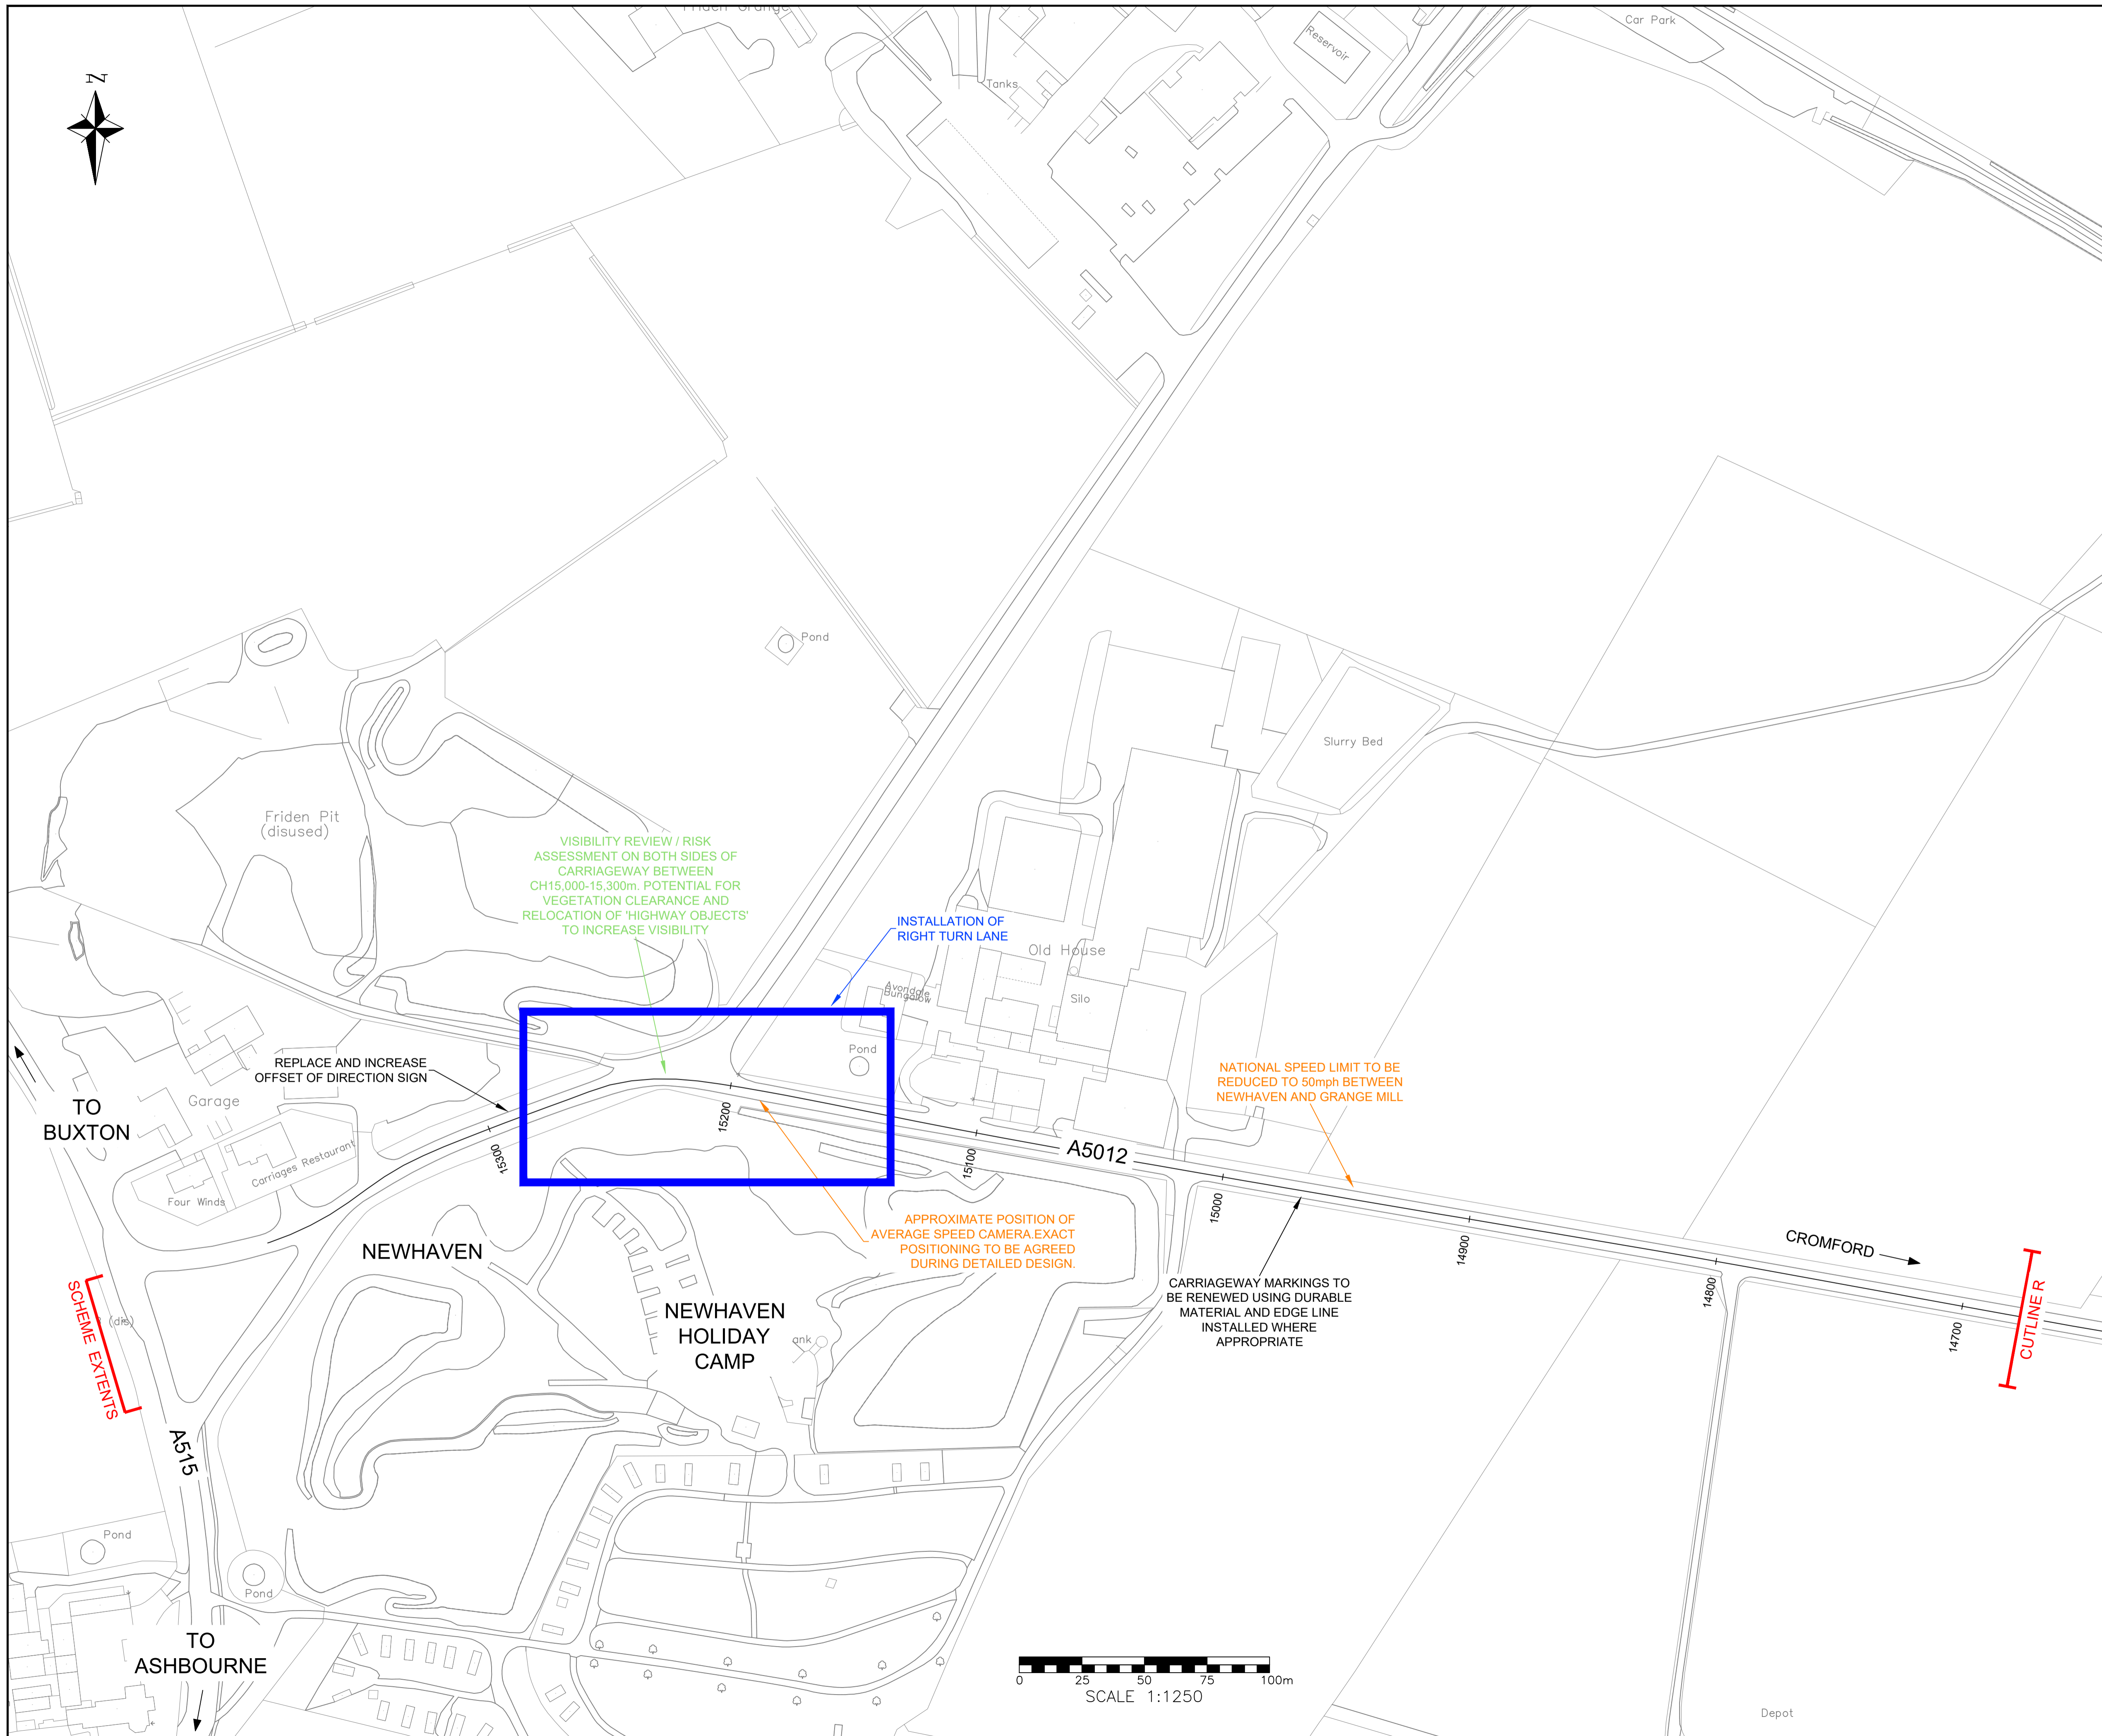 Friden Grange
Car Park
Reservoir
N
Tanks
Pond
Slurry Bed
Friden Pit
(disused)
VISIBILITY REVIEW / RISK
ASSESSMENT ON BOTH SIDES OF
CARRIAGEWAY BETWEEN
CH15,000-15,300m. POTENTIAL FOR
VEGETATION CLEARANCE AND
RELOCATION OF 'HIGHWAY OBJECTS'
TO INCREASE VISIBILITY
INSTALLATION OF
RIGHT TURN LANE
Old House
Avondale
Bungalow
Silo
Pond
REPLACE AND INCREASE
OFFSET OF DIRECTION SIGN
NATIONAL SPEED LIMIT TO BE
REDUCED TO 50mph BETWEEN
NEWHAVEN AND GRANGE MILL
TO
BUXTON
Garage
Carriages Restaurant
Four Winds
15300
15200
15100
A5012
15000
14900
14800
14700
CROMFORD
CUTLINE R
APPROXIMATE POSITION OF
AVERAGE SPEED CAMERA.EXACT
POSITIONING TO BE AGREED
DURING DETAILED DESIGN.
NEWHAVEN
CARRIAGEWAY MARKINGS TO
BE RENEWED USING DURABLE
MATERIAL AND EDGE LINE
INSTALLED WHERE
APPROPRIATE
SCHEME EXTENTS
(dis)
NEWHAVEN
HOLIDAY
CAMP
ank
A515
Pond
Pond
TO
ASHBOURNE
0 25 50 75 100m
SCALE 1:1250
Depot